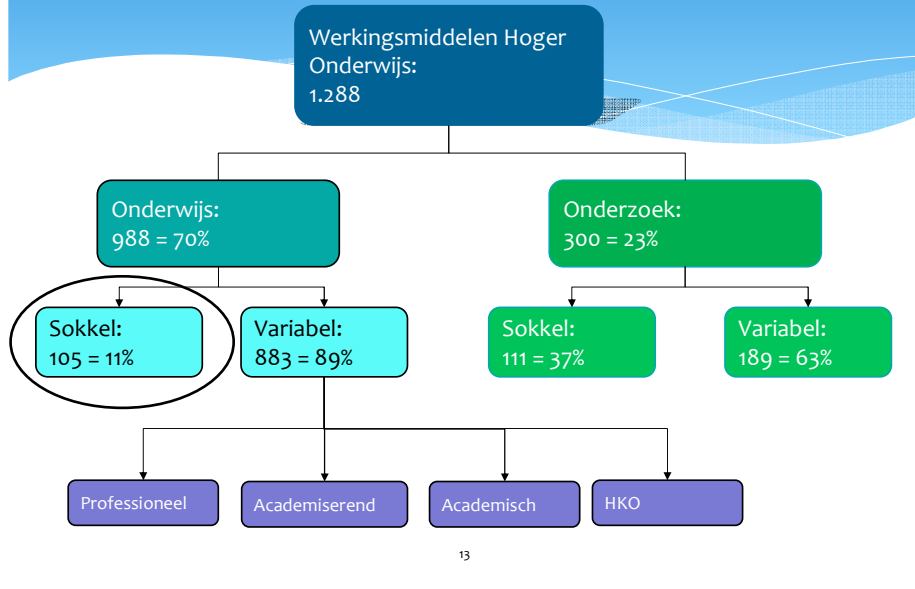 Werkingsmiddelen Hoger
Onderwijs:
1.288
Onderwijs:
988 = 70%
Onderzoek:
300 = 23%
Sokkel:
105 = 11%
Variabel:
883 = 89%
Sokkel:
111 = 37%
Variabel:
189 = 63%
Professioneel
Academiserend
Academisch
HKO
13